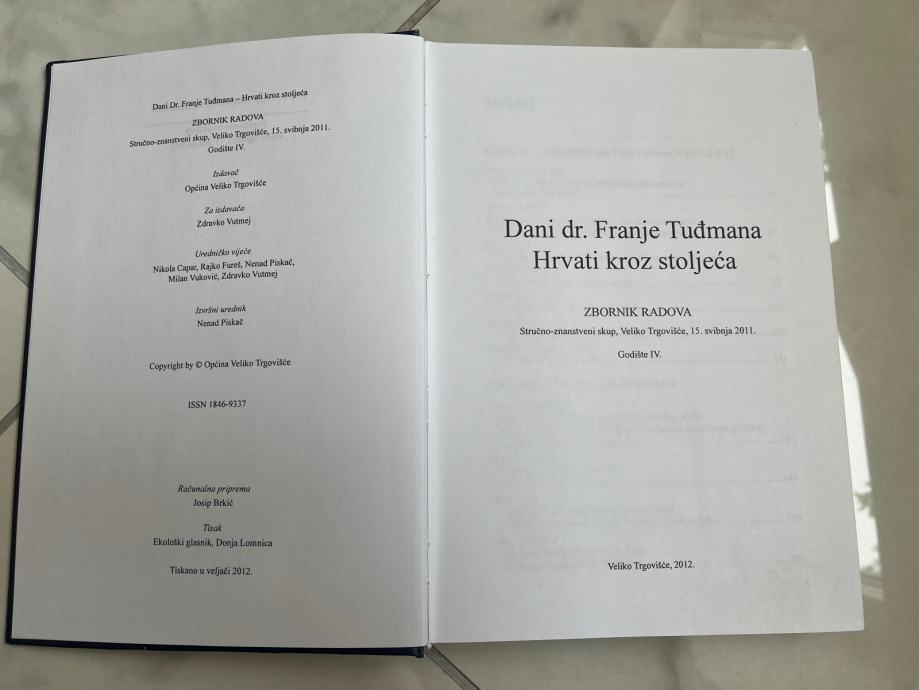 Dani Dr. Franje Tuđmana – Hrvati kroz stoljeća
ZBORNIK RADOVA
Stručno-znanstveni skup, Veliko Trgovišće, 15. svibnja 2011.
Godište IV.
Izdavač
Općina Veliko Trgovišće
Za izdavača
Zdravko Vutmej
Uredničko vijeće
Nikola Capar, Rajko Fureš, Nenad Piskač,
Milan Vuković, Zdravko Vutmej
Izvršni urednik
Nenad Piskač
Copyright by © Općina Veliko Trgovišće
ISSN 1846-9337
Računalna priprema
Josip Brkić
Tisak
Ekološki glasnik, Donja Lomnica
Tiskano u veljači 2012.
Dani dr. Franje Tuđmana
Hrvati kroz stoljeća
ZBORNIK RADOVA
Stručno-znanstveni skup, Veliko Trgovišće, 15. svibnja 2011.
Godište IV.
Veliko Trgovišće, 2012.